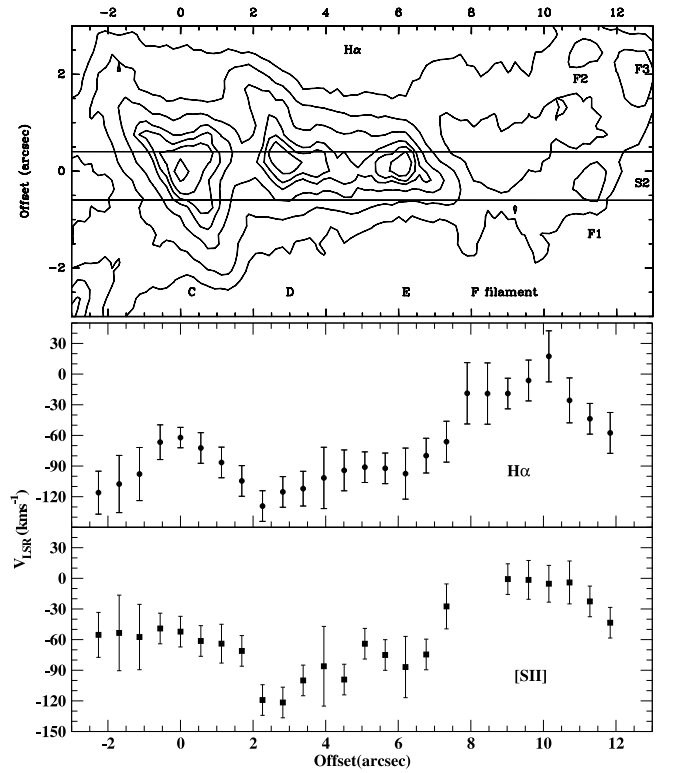 -2 0 2 4 6 8 10 12
Hα
F2
F3
2
Offset (arcsec)
0
S2
F1
-2
C D E F filament
30
0
-30
-60
-90
-120
Hα
V_LSR (kms⁻¹)
30
0
-30
-60
-90
-120
-150
[SII]
-2 0 2 4 6 8 10 12
Offset(arcsec)